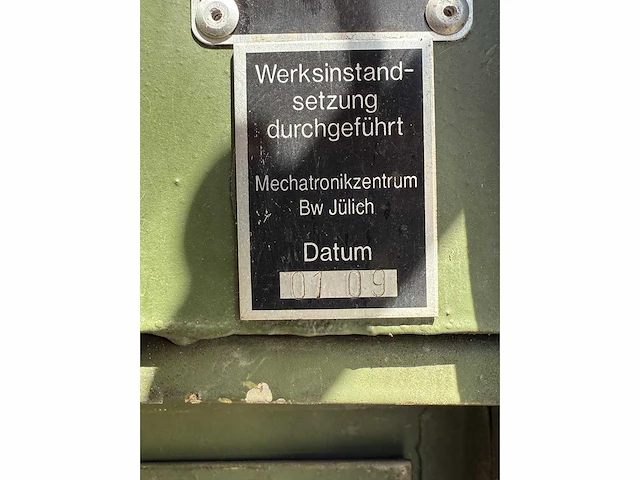 Werksinstand-
setzung
durchgeführt
Mechatronikzentrum
Bw Jülich
Datum
01 09